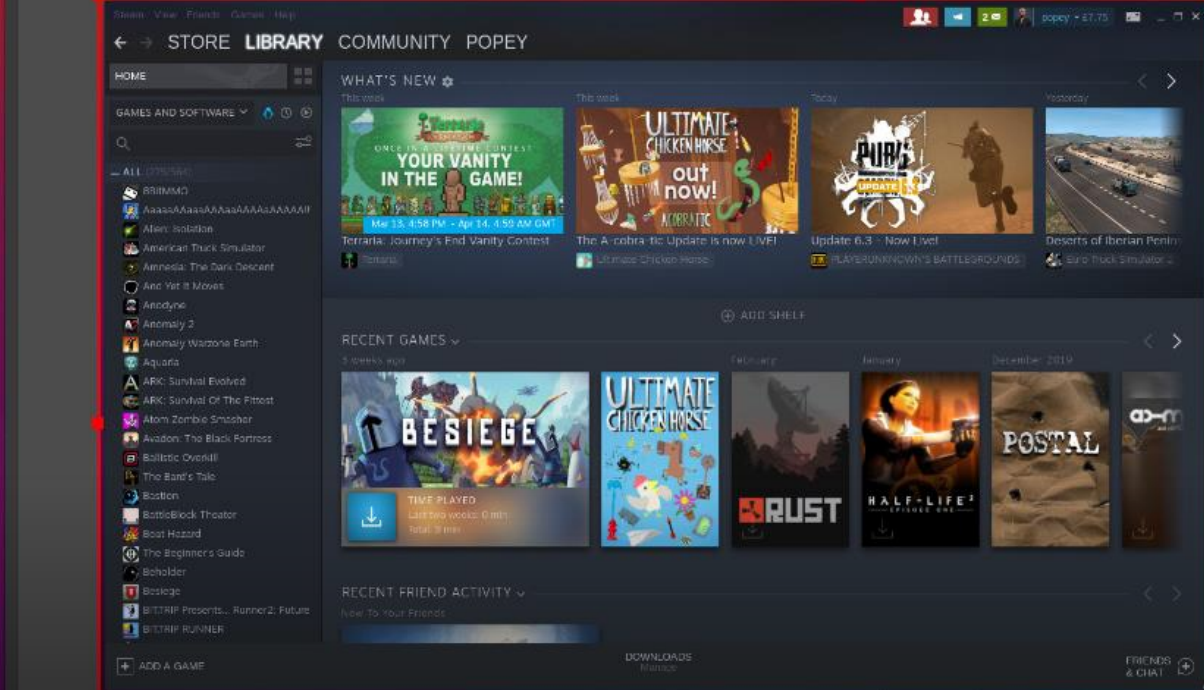 Steam View Friends Games Help
2
popey £7.75
STORE LIBRARY COMMUNITY POPEY
HOME
GAMES AND SOFTWARE
ALL
8BitMMO
Alien: Isolation
American Truck Simulator
Amnesia: The Dark Descent
And Yet It Moves
Anodyne
Anomaly 2
Anomaly Warzone Earth
Aquaria
ARK: Survival Evolved
ARK: Survival Of The Fittest
Atom Zombie Smasher
Avadon: The Black Fortress
Ballistic Overkill
The Bard's Tale
Bastion
BattleBlock Theater
Beat Hazard
The Beginner's Guide
Beholder
Besiege
BIT.TRIP Presents... Runner2: Future
BIT.TRIP RUNNER
ADD A GAME
WHAT'S NEW
This week
This week
Today
Yesterday
Terraria
ONCE IN A LIFETIME CONTEST
YOUR VANITY
IN THE GAME!
Mar 13, 4:58 PM - Apr 14, 4:59 AM GMT
ULTIMATE
CHICKEN HORSE
out
now!
ACOBRATIC
PUBG
UPDATE
Terraria: Journey's End Vanity Contest
The A-cobra-tic Update is now LIVE!
Update 6.3 - Now Live!
Deserts of Iberian Penin
Terraria
Ultimate Chicken Horse
PLAYERUNKNOWN'S BATTLEGROUNDS
Euro Truck Simulator 2
ADD SHELF
RECENT GAMES
3 weeks ago
February
January
December 2019
BESIEGE
TIME PLAYED
Last two weeks: 0 min
Total: 9 min
ULTIMATE
CHICKEN HORSE
RUST
HALF-LIFE²
EPISODE ONE
POSTAL
RECENT FRIEND ACTIVITY
New To Your Friends
DOWNLOADS
Manage
FRIENDS
& CHAT